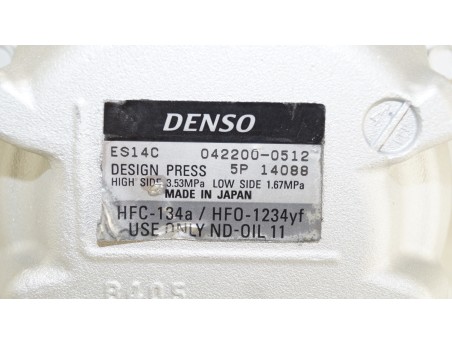 DENSO
ES14C 042200-0512
DESIGN PRESS 5P 14088
HIGH SIDE 3.53MPa LOW SIDE 1.67MPa
MADE IN JAPAN
HFC-134a / HFO-1234yf
USE ONLY ND-OIL 11